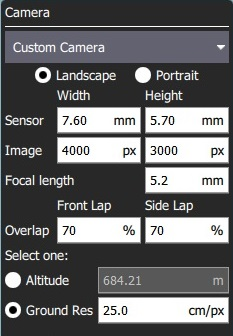 Camera
Custom Camera
Landscape Portrait
Width Height
Sensor 7.60 mm 5.70 mm
Image 4000 px 3000 px
Focal length 5.2 mm
Front Lap Side Lap
Overlap 70 % 70 %
Select one:
Altitude 684.21 m
Ground Res 25.0 cm/px